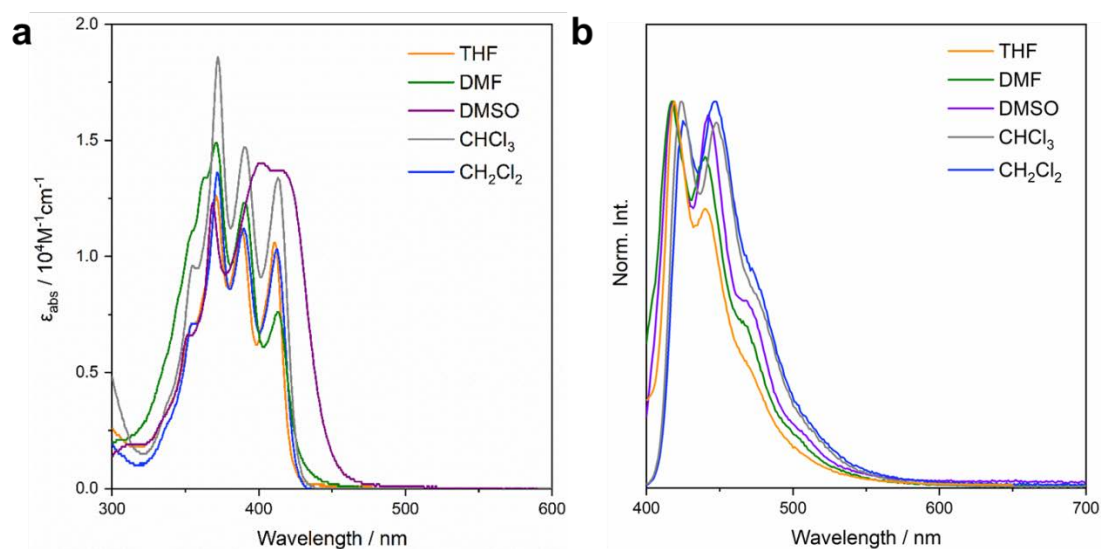 a
2.0
1.5
1.0
0.5
0.0
ε_abs / 10⁴M⁻¹cm⁻¹
THF
DMF
DMSO
CHCl₃
CH₂Cl₂
300 400 500 600
Wavelength / nm
b
Norm. Int.
THF
DMF
DMSO
CHCl₃
CH₂Cl₂
400 500 600 700
Wavelength / nm